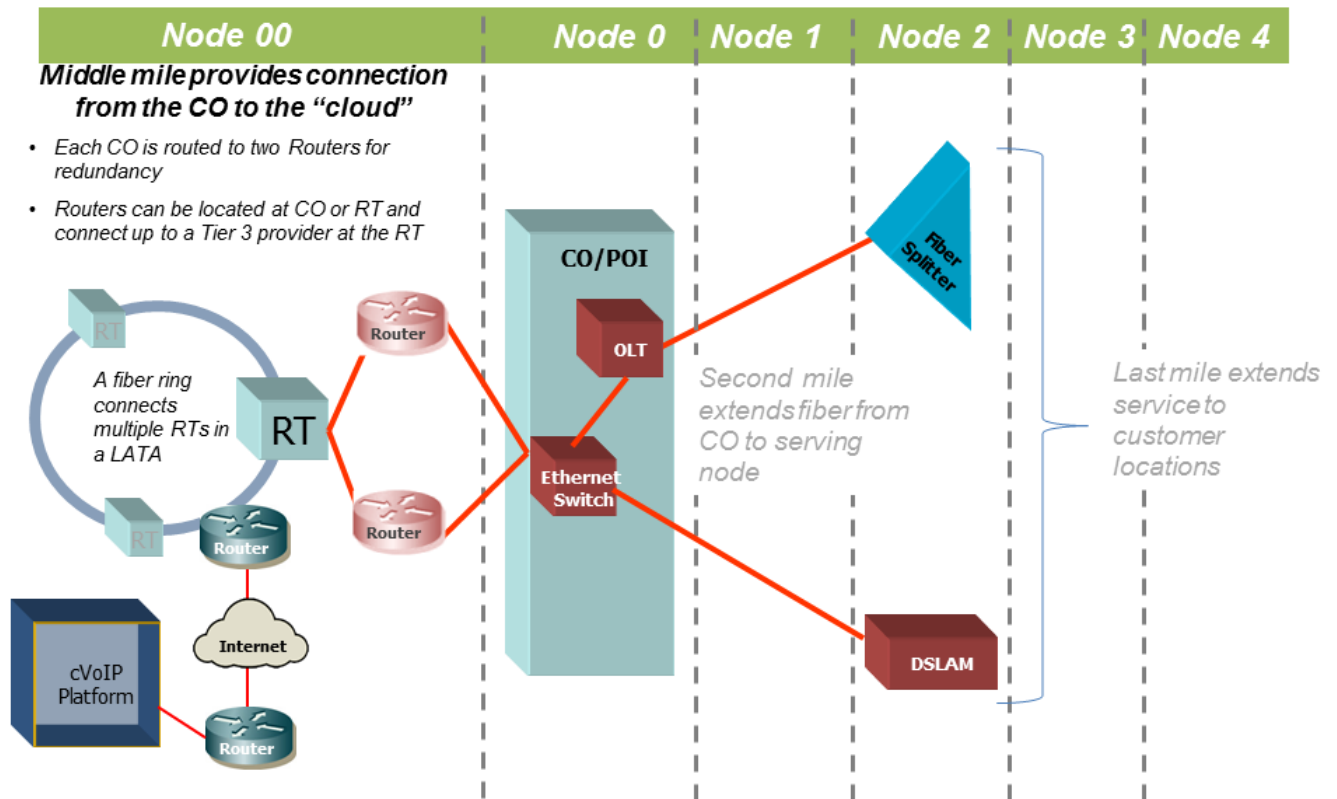 Node 00
Node 0
Node 1
Node 2
Node 3
Node 4
Middle mile provides connection
from the CO to the “cloud”
• Each CO is routed to two Routers for
redundancy
• Routers can be located at CO or RT and
connect up to a Tier 3 provider at the RT
RT
A fiber ring
connects
multiple RTs in
a LATA
RT
RT
Router
Router
Router
Internet
cVoIP
Platform
Router
CO/POI
OLT
Ethernet
Switch
Second mile
extends fiber from
CO to serving
node
Fiber
Splitter
DSLAM
Last mile extends
service to
customer
locations